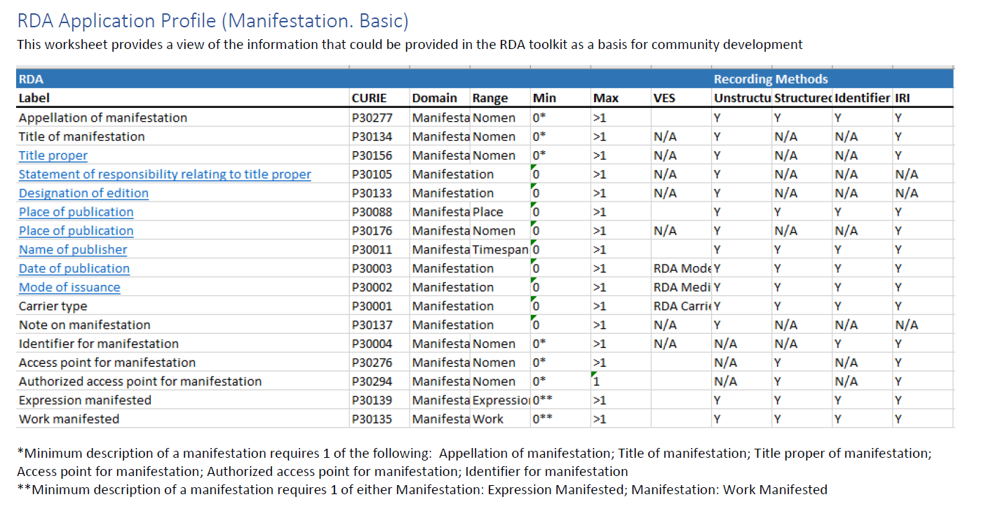 RDA Application Profile (Manifestation. Basic)
This worksheet provides a view of the information that could be provided in the RDA toolkit as a basis for community development
RDA Recording Methods
Label CURIE Domain Range Min Max VES Unstructu Structured Identifier IRI
Appellation of manifestation P30277 Manifesta Nomen 0* >1 Y Y Y Y
Title of manifestation P30134 Manifesta Nomen 0* >1 N/A Y N/A N/A Y
Title proper P30156 Manifesta Nomen 0* >1 N/A Y N/A N/A Y
Statement of responsibility relating to title proper P30105 Manifestation 0 >1 N/A Y N/A N/A N/A
Designation of edition P30133 Manifestation 0 >1 N/A Y N/A N/A N/A
Place of publication P30088 Manifesta Place 0 >1 Y Y Y Y
Place of publication P30176 Manifesta Nomen 0 >1 N/A Y N/A N/A Y
Name of publisher P30011 Manifesta Timespan 0 >1 Y Y Y Y
Date of publication P30003 Manifestation 0 >1 RDA Mode Y Y Y Y
Mode of issuance P30002 Manifestation 0 >1 RDA Medi Y Y Y Y
Carrier type P30001 Manifestation 0 >1 RDA Carrie Y Y Y Y
Note on manifestation P30137 Manifestation 0 >1 N/A Y N/A N/A N/A
Identifier for manifestation P30004 Manifesta Nomen 0* >1 N/A N/A N/A Y Y
Access point for manifestation P30276 Manifesta Nomen 0* >1 N/A Y N/A Y
Authorized access point for manifestation P30294 Manifesta Nomen 0* 1 N/A Y N/A Y
Expression manifested P30139 Manifesta Expression 0** >1 Y Y Y Y
Work manifested P30135 Manifesta Work 0** >1 Y Y Y Y
*Minimum description of a manifestation requires 1 of the following: Appellation of manifestation; Title of manifestation; Title proper of manifestation;
Access point for manifestation; Authorized access point for manifestation; Identifier for manifestation
**Minimum description of a manifestation requires 1 of either Manifestation: Expression Manifested; Manifestation: Work Manifested